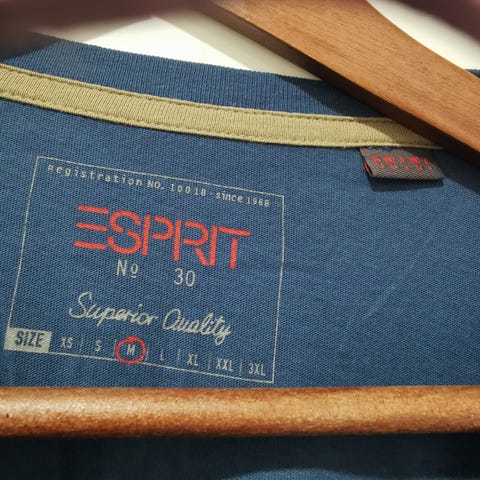 Registration NO. 10018 - since 1968
ESPRIT
Nº 30
Superior Quality
SIZE XS | S | M | L | XL | XXL | 3XL